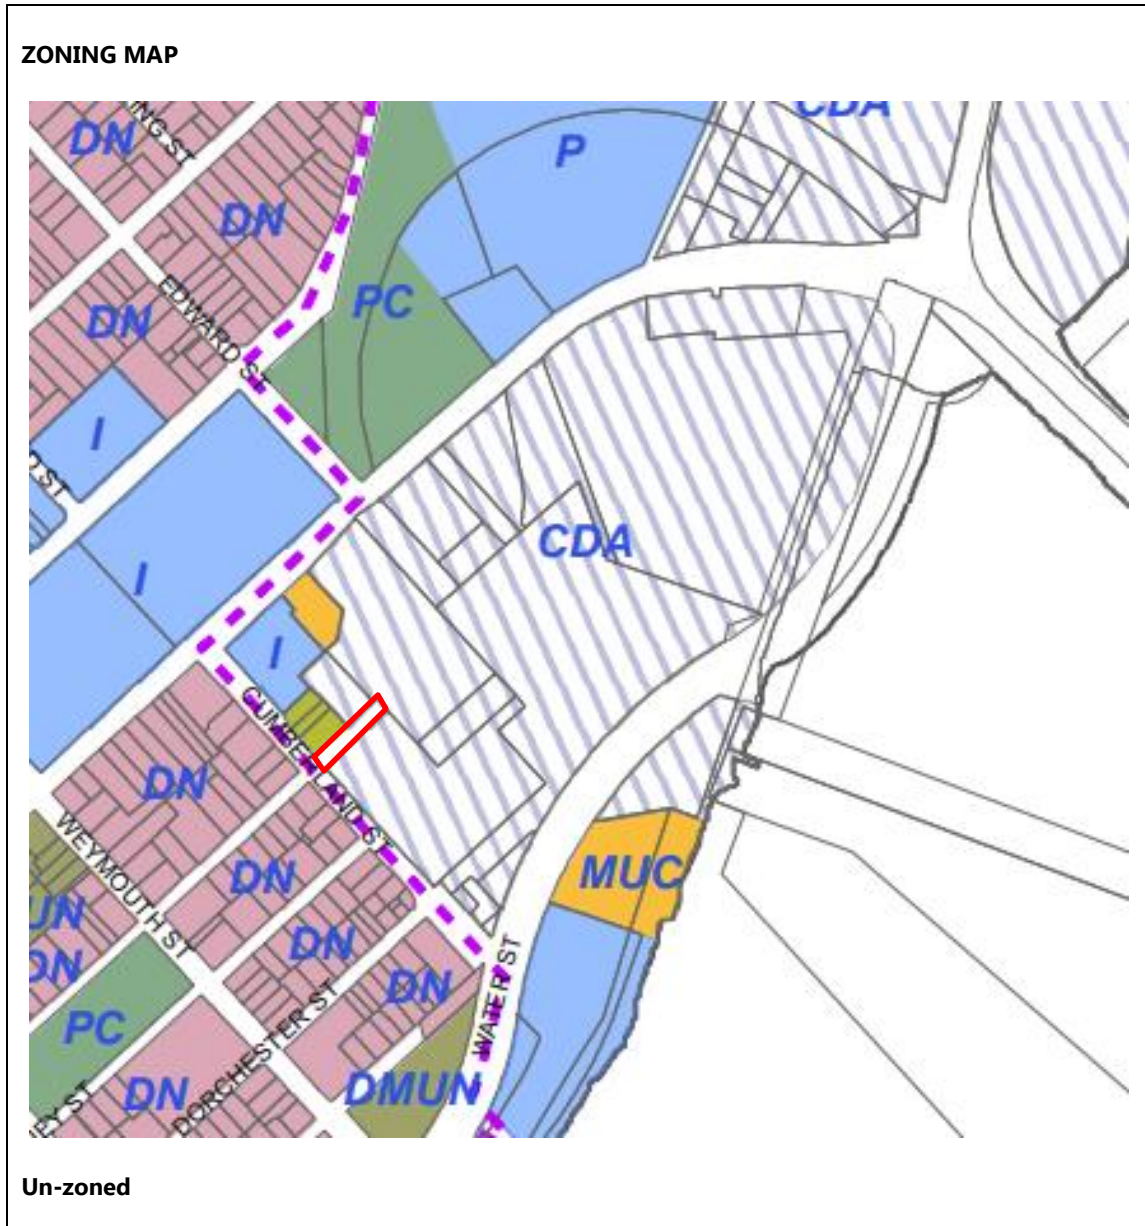 ZONING MAP
CDA
DN
P
DN
EDWARD ST
PC
DN
I
CDA
I
I
CUMBERLAND ST
DN
WEYMOUTH ST
DN
MUC
DN
DN
WATER ST
PC
DORCHESTER ST
DN
DMUN
Un-zoned